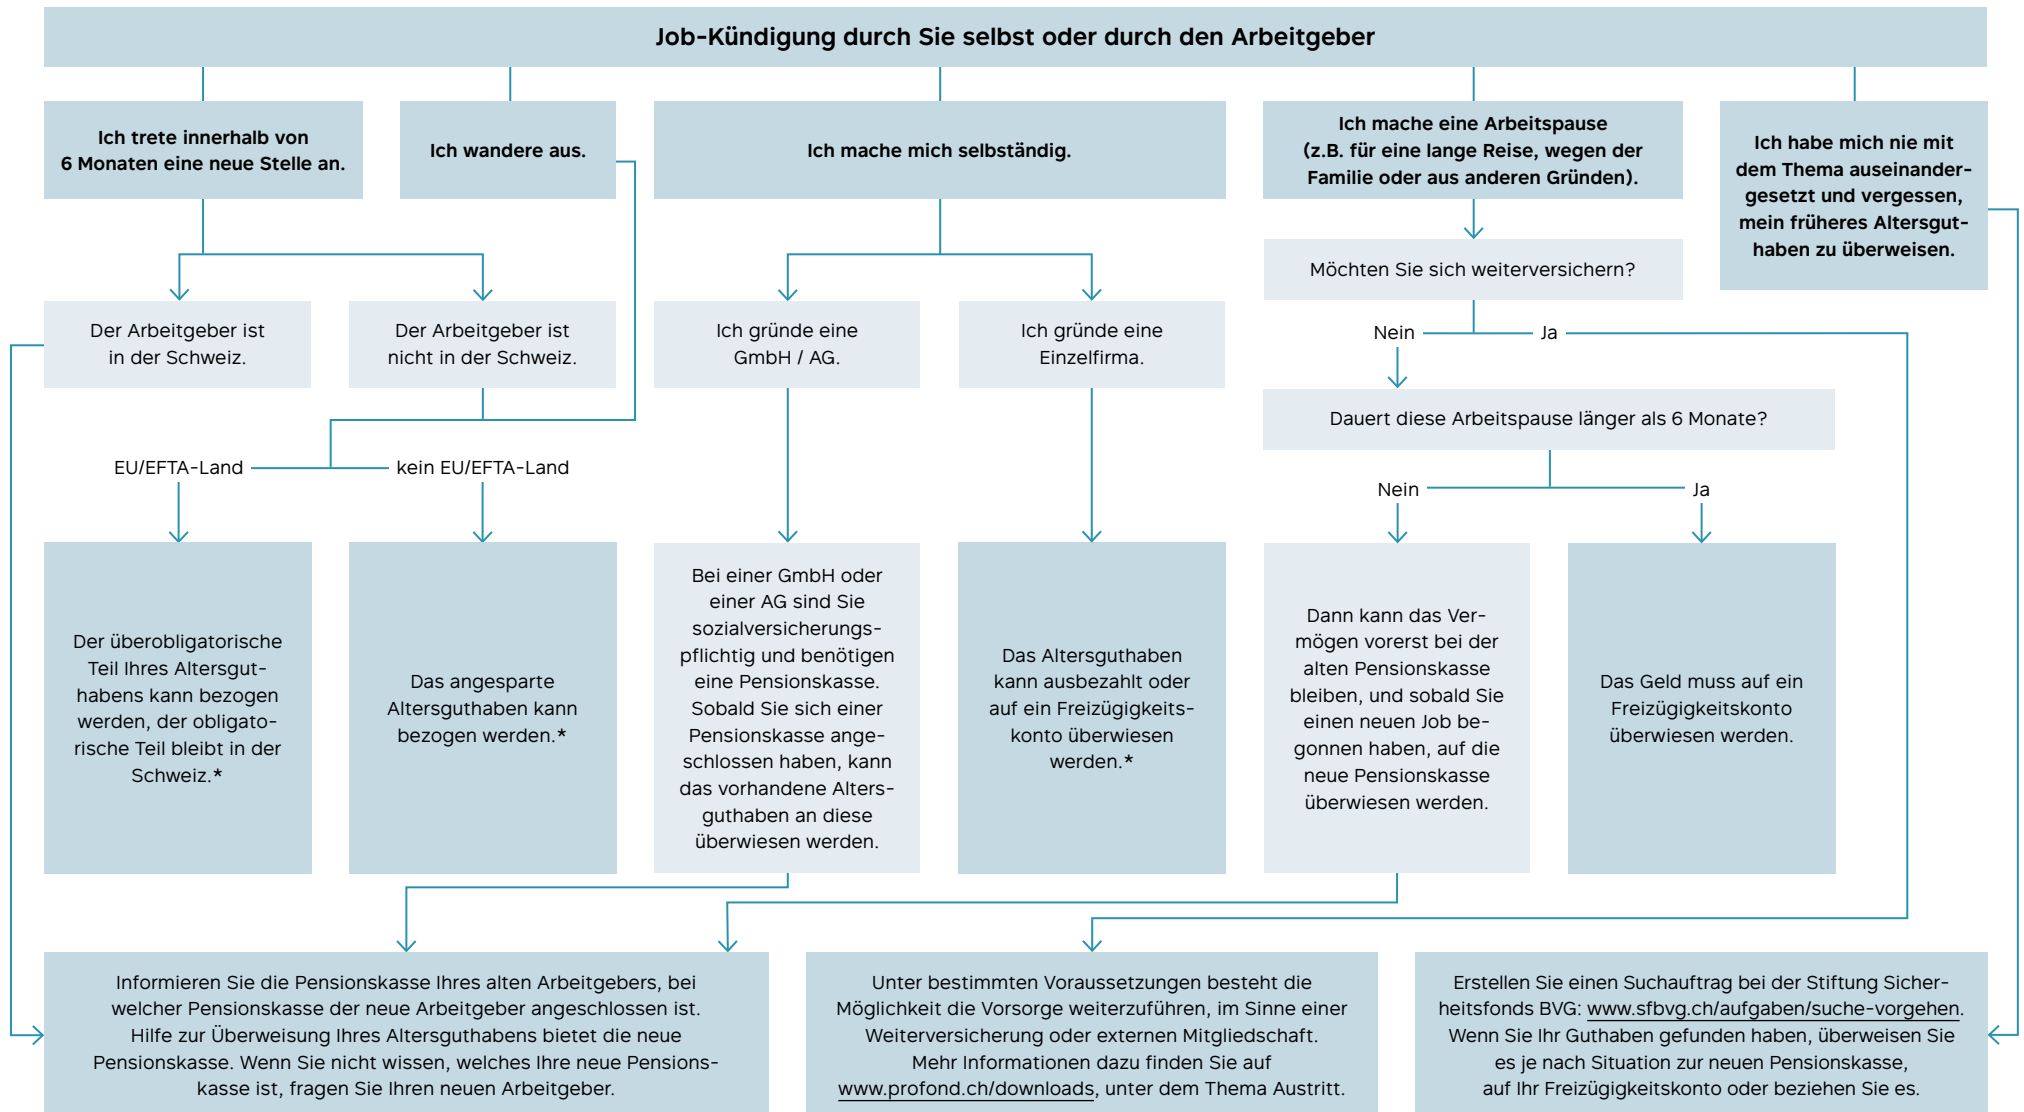 Job-Kündigung durch Sie selbst oder durch den Arbeitgeber
Ich trete innerhalb von
6 Monaten eine neue Stelle an.
Ich wandere aus.
Ich mache mich selbständig.
Ich mache eine Arbeitspause
(z.B. für eine lange Reise, wegen der
Familie oder aus anderen Gründen).
Ich habe mich nie mit
dem Thema auseinander-
gesetzt und vergessen,
mein früheres Altersgut-
haben zu überweisen.
Möchten Sie sich weiterversichern?
Der Arbeitgeber ist
in der Schweiz.
Der Arbeitgeber ist
nicht in der Schweiz.
Ich gründe eine
GmbH / AG.
Ich gründe eine
Einzelfirma.
Nein
Ja
Dauert diese Arbeitspause länger als 6 Monate?
EU/EFTA-Land
kein EU/EFTA-Land
Nein
Ja
Der überobligatorische
Teil Ihres Altersgut-
habens kann bezogen
werden, der obligato-
rische Teil bleibt in der
Schweiz.*
Das angesparte
Altersguthaben kann
bezogen werden.*
Bei einer GmbH oder
einer AG sind Sie
sozialversicherungs-
pflichtig und benötigen
eine Pensionskasse.
Sobald Sie sich einer
Pensionskasse ange-
schlossen haben, kann
das vorhandene Alters-
guthaben an diese
überwiesen werden.
Das Altersguthaben
kann ausbezahlt oder
auf ein Freizügigkeits-
konto überwiesen
werden.*
Dann kann das Ver-
mögen vorerst bei der
alten Pensionskasse
bleiben, und sobald Sie
einen neuen Job be-
gonnen haben, auf die
neue Pensionskasse
überwiesen werden.
Das Geld muss auf ein
Freizügigkeitskonto
überwiesen werden.
Informieren Sie die Pensionskasse Ihres alten Arbeitgebers, bei
welcher Pensionskasse der neue Arbeitgeber angeschlossen ist.
Hilfe zur Überweisung Ihres Altersguthabens bietet die neue
Pensionskasse. Wenn Sie nicht wissen, welches Ihre neue Pensions-
kasse ist, fragen Sie Ihren neuen Arbeitgeber.
Unter bestimmten Voraussetzungen besteht die
Möglichkeit die Vorsorge weiterzuführen, im Sinne einer
Weiterversicherung oder externen Mitgliedschaft.
Mehr Informationen dazu finden Sie auf
www.profond.ch/downloads, unter dem Thema Austritt.
Erstellen Sie einen Suchauftrag bei der Stiftung Sicher-
heitsfonds BVG: www.sfbvg.ch/aufgaben/suche-vorgehen.
Wenn Sie Ihr Guthaben gefunden haben, überweisen Sie
es je nach Situation zur neuen Pensionskasse,
auf Ihr Freizügigkeitskonto oder beziehen Sie es.